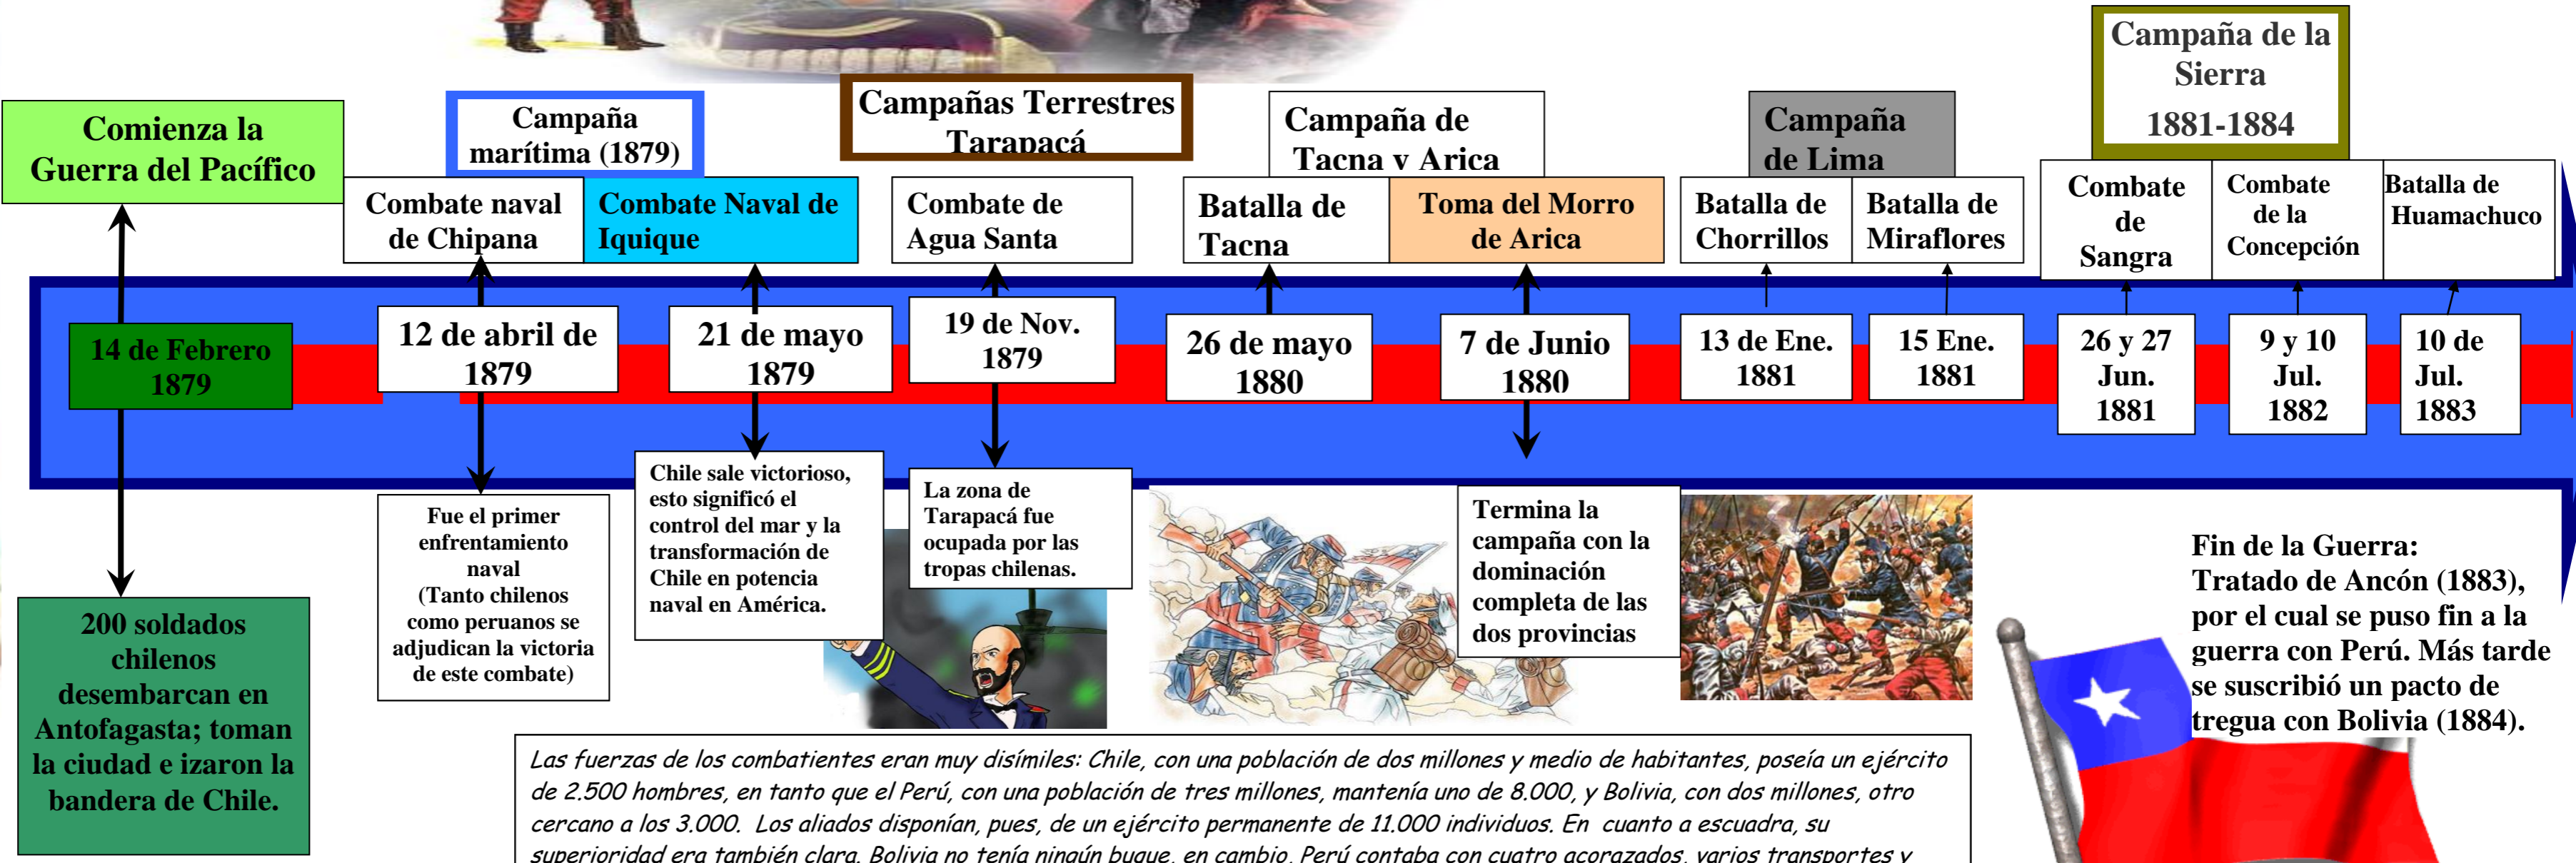 Comienza la
Guerra del Pacífico
Campaña
marítima (1879)
Campañas Terrestres
Tarapacá
Campaña de
Tacna y Arica
Campaña
de Lima
Campaña de la
Sierra
1881-1884
Combate naval
de Chipana
Combate Naval de
Iquique
Combate de
Agua Santa
Batalla de
Tacna
Toma del Morro
de Arica
Batalla de
Chorrillos
Batalla de
Miraflores
Combate
de
Sangra
Combate
de la
Concepción
Batalla de
Huamachuco
14 de Febrero
1879
12 de abril de
1879
21 de mayo
1879
19 de Nov.
1879
26 de mayo
1880
7 de Junio
1880
13 de Ene.
1881
15 Ene.
1881
26 y 27
Jun.
1881
9 y 10
Jul.
1882
10 de
Jul.
1883
200 soldados
chilenos
desembarcan en
Antofagasta; toman
la ciudad e izaron la
bandera de Chile.
Fue el primer
enfrentamiento
naval
(Tanto chilenos
como peruanos se
adjudican la victoria
de este combate)
Chile sale victorioso,
esto significó el
control del mar y la
transformación de
Chile en potencia
naval en América.
La zona de
Tarapacá fue
ocupada por las
tropas chilenas.
Termina la
campaña con la
dominación
completa de las
dos provincias
Fin de la Guerra:
Tratado de Ancón (1883),
por el cual se puso fin a la
guerra con Perú. Más tarde
se suscribió un pacto de
tregua con Bolivia (1884).
Las fuerzas de los combatientes eran muy disímiles: Chile, con una población de dos millones y medio de habitantes, poseía un ejército
de 2.500 hombres, en tanto que el Perú, con una población de tres millones, mantenía uno de 8.000, y Bolivia, con dos millones, otro
cercano a los 3.000. Los aliados disponían, pues, de un ejército permanente de 11.000 individuos. En cuanto a escuadra, su
superioridad era también clara. Bolivia no tenía ningún buque, en cambio, Perú contaba con cuatro acorazados, varios transportes y